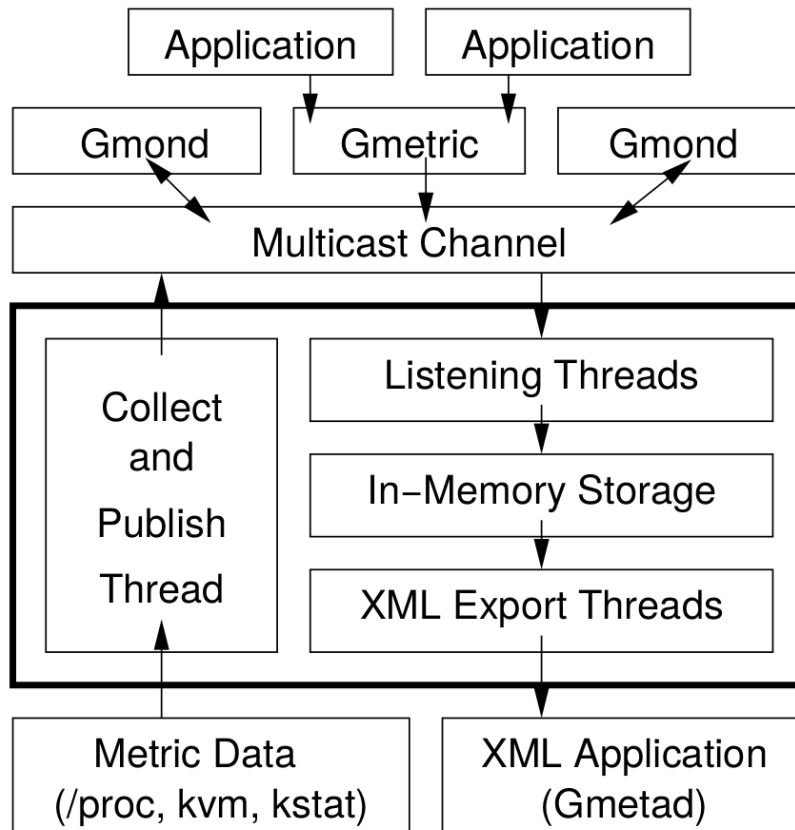 Application
Application
Gmond
Gmetric
Gmond
Multicast Channel
Collect
and
Publish
Thread
Listening Threads
In−Memory Storage
XML Export Threads
Metric Data
(/proc, kvm, kstat)
XML Application
(Gmetad)